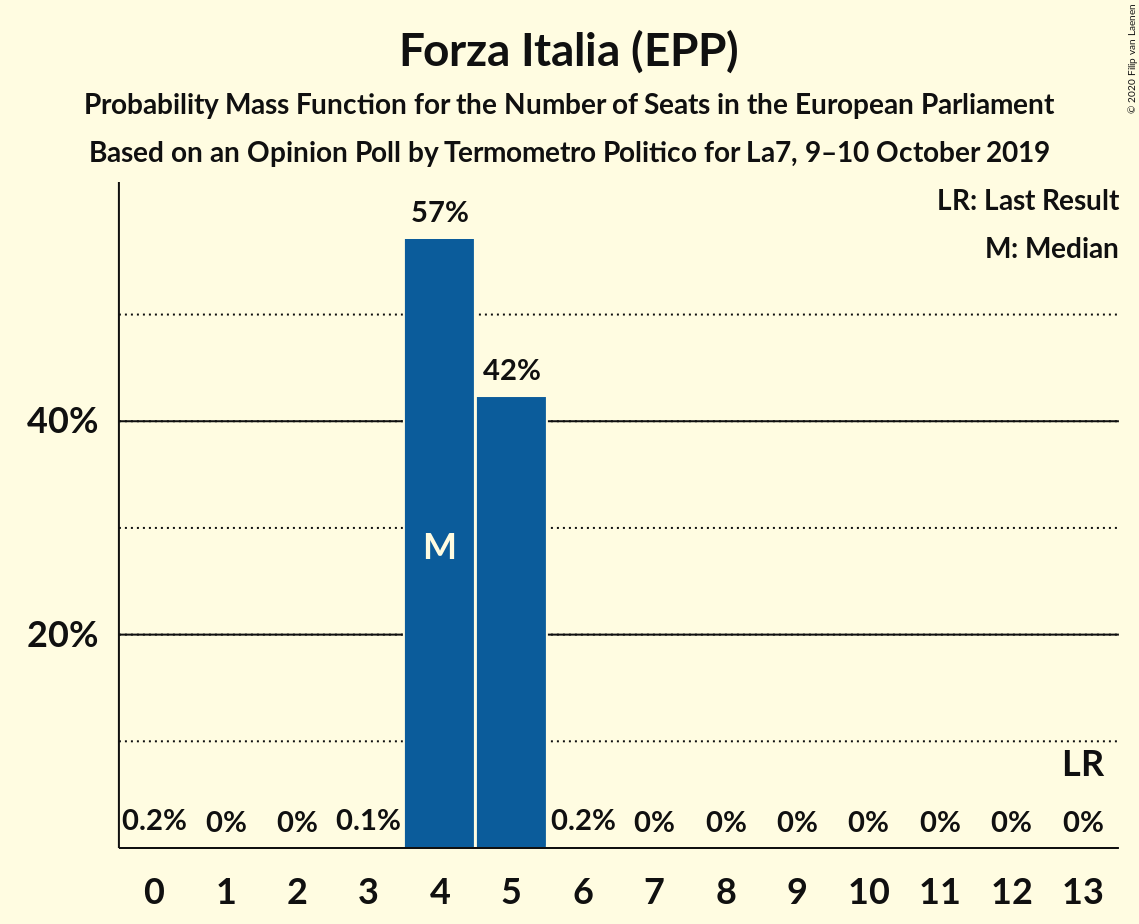 Forza Italia (EPP)
Probability Mass Function for the Number of Seats in the European Parliament
Based on an Opinion Poll by Termometro Politico for La7, 9–10 October 2019
© 2020 Filip van Laenen
LR: Last Result
M: Median
57%
42%
40%
M
20%
LR
0.2% 0% 0% 0.1% 0.2% 0% 0% 0% 0% 0% 0% 0%
0 1 2 3 4 5 6 7 8 9 10 11 12 13